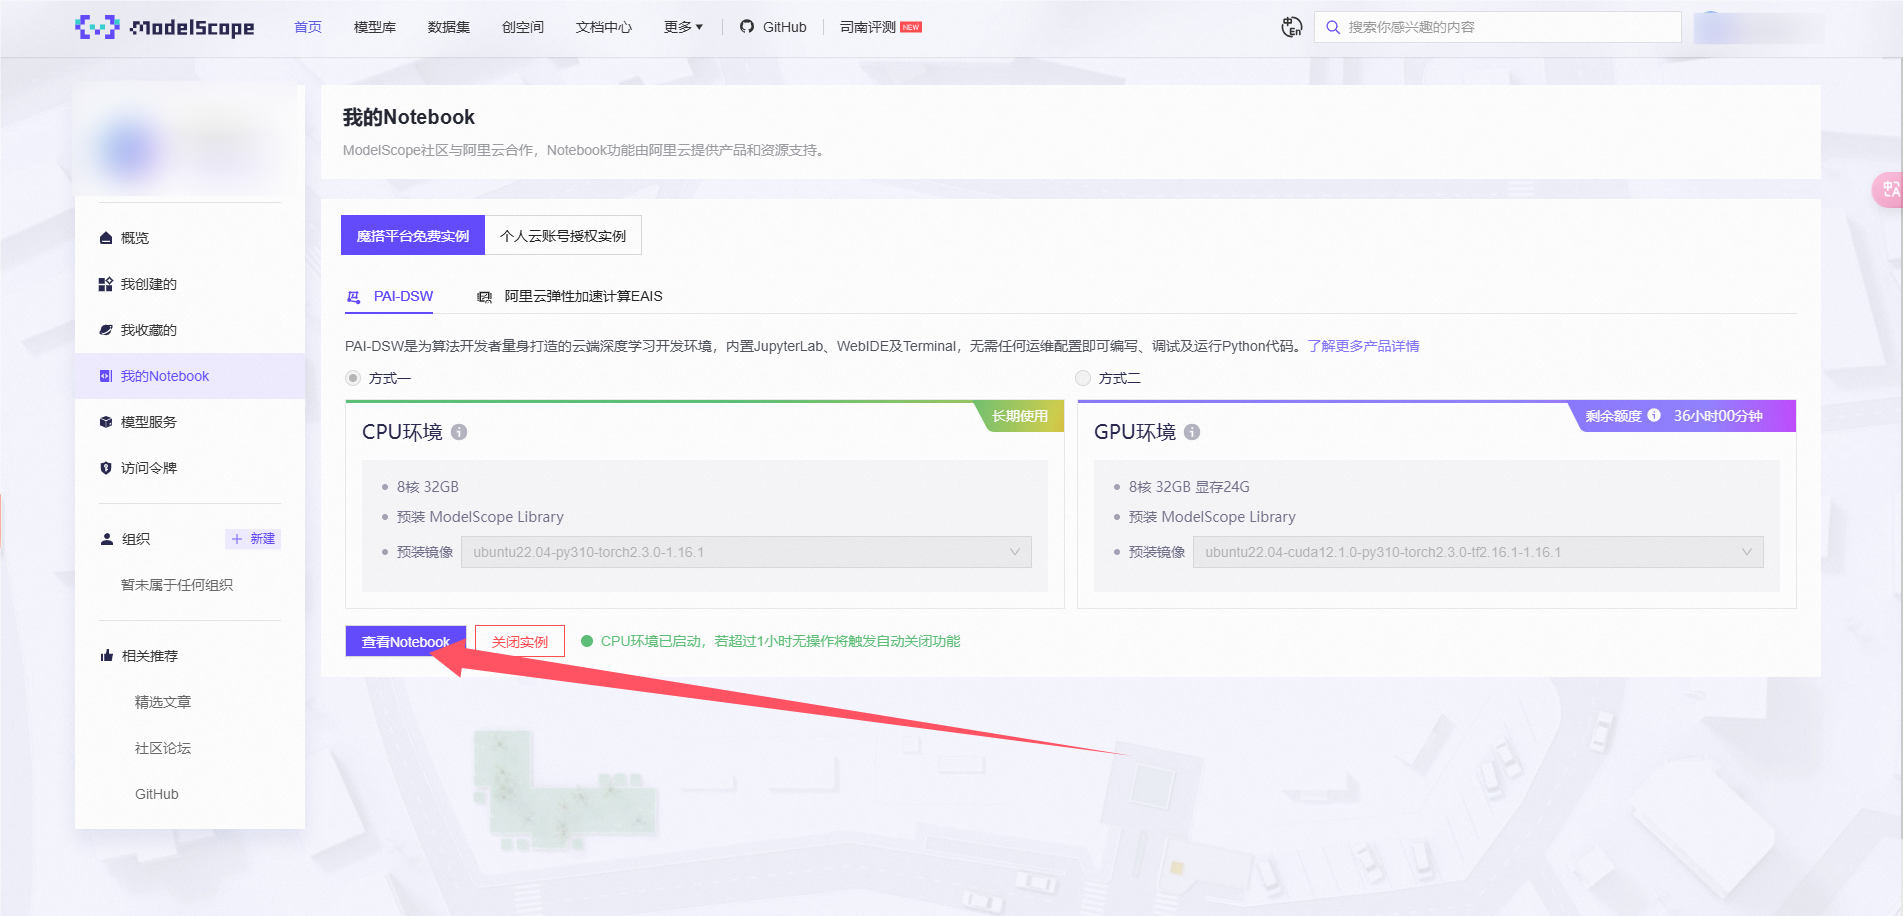 ModelScope 首页 模型库 数据集 创空间 文档中心 更多 GitHub 司南评测 NEW 中 En 搜索你感兴趣的内容
概览
我创建的
我收藏的
我的Notebook
模型服务
访问令牌
组织 新建
暂未属于任何组织
相关推荐
精选文章
社区论坛
GitHub
我的Notebook
ModelScope社区与阿里云合作，Notebook功能由阿里云提供产品和资源支持。
魔搭平台免费实例 个人云账号授权实例
PAI-DSW 阿里云弹性加速计算EAIS
PAI-DSW是为算法开发者量身打造的云端深度学习开发环境，内置JupyterLab、WebIDE及Terminal，无需任何运维配置即可编写、调试及运行Python代码。了解更多产品详情
方式一
长期使用
CPU环境
8核 32GB
预装 ModelScope Library
预装镜像 ubuntu22.04-py310-torch2.3.0-1.16.1
方式二
剩余额度 36小时00分钟
GPU环境
8核 32GB 显存24G
预装 ModelScope Library
预装镜像 ubuntu22.04-cuda12.1.0-py310-torch2.3.0-tf2.16.1-1.16.1
查看Notebook 关闭实例 CPU环境已启动，若超过1小时无操作将触发自动关闭功能
中A